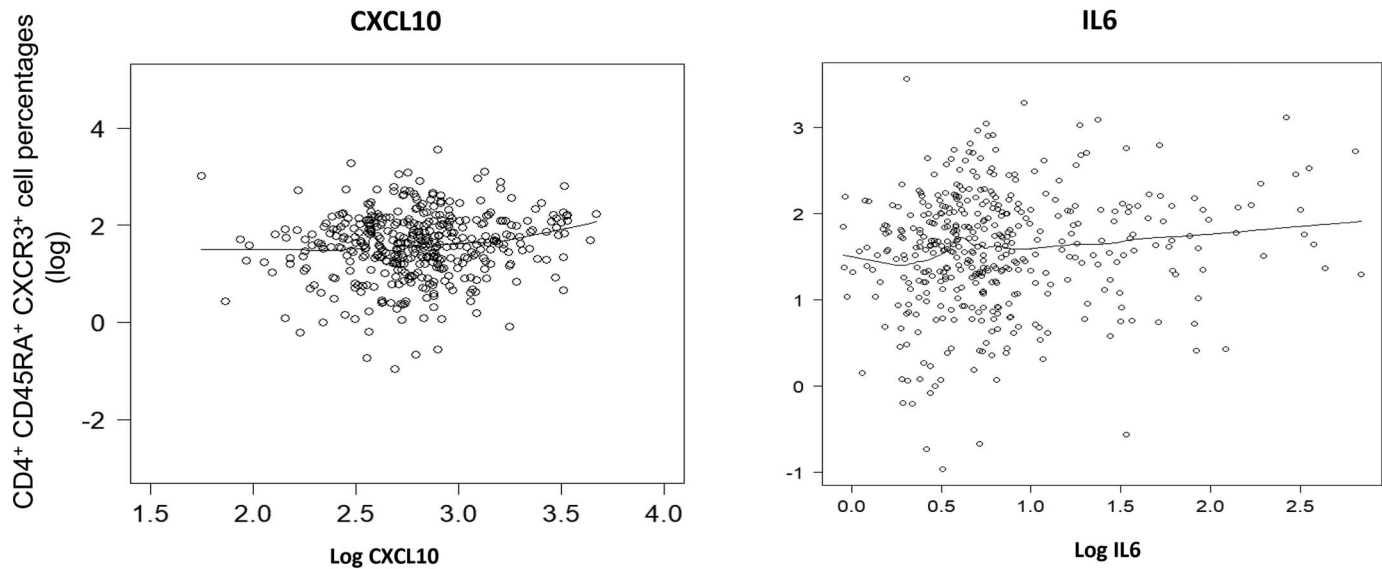 CXCL10
IL6
CD4⁺ CD45RA⁺ CXCR3⁺ cell percentages
(log)
4
2
0
-2
1.5 2.0 2.5 3.0 3.5 4.0
Log CXCL10
3
2
1
0
-1
0.0 0.5 1.0 1.5 2.0 2.5
Log IL6